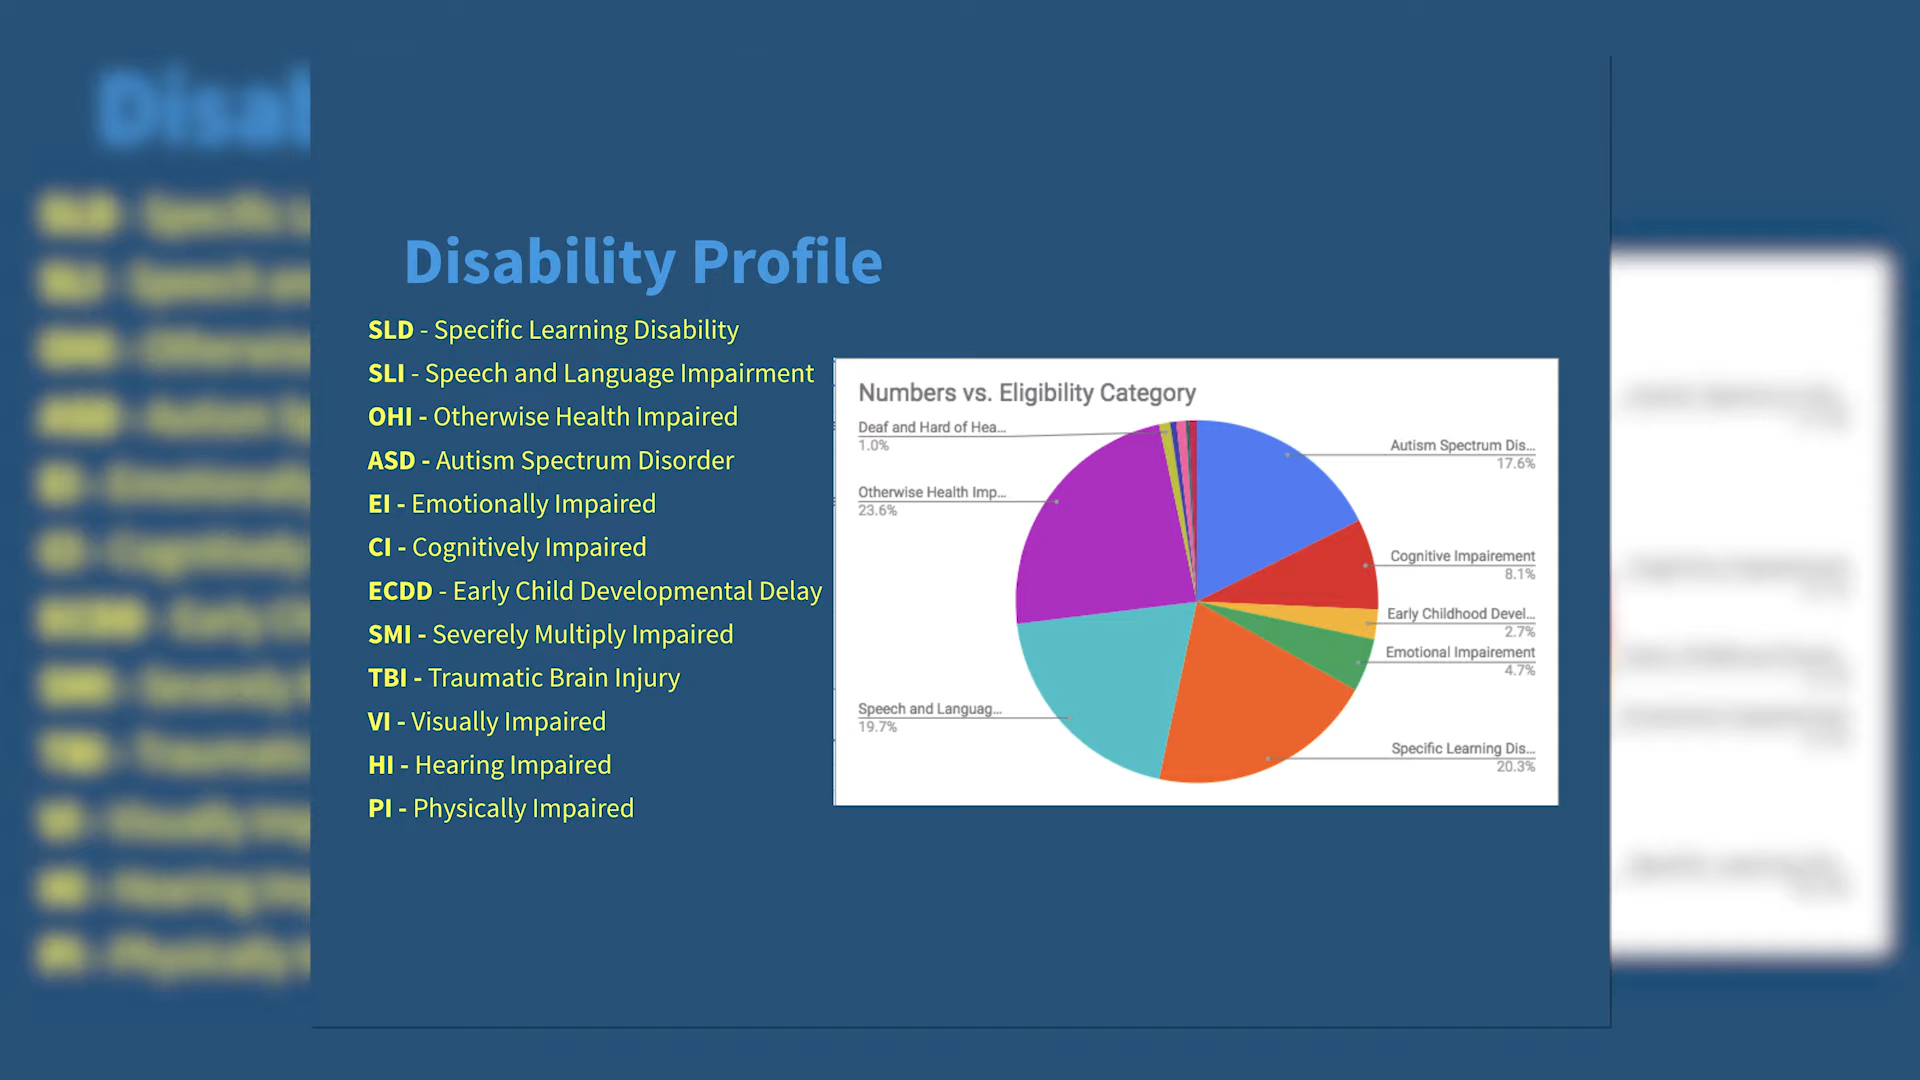 Disability Profile
SLD - Specific Learning Disability
SLI - Speech and Language Impairment
OHI - Otherwise Health Impaired
ASD - Autism Spectrum Disorder
EI - Emotionally Impaired
CI - Cognitively Impaired
ECDD - Early Child Developmental Delay
SMI - Severely Multiply Impaired
TBI - Traumatic Brain Injury
VI - Visually Impaired
HI - Hearing Impaired
PI - Physically Impaired
Numbers vs. Eligibility Category
Deaf and Hard of Hea...
1.0%
Otherwise Health Imp...
23.6%
Speech and Languag...
19.7%
Autism Spectrum Dis...
17.6%
Cognitive Impairement
8.1%
Early Childhood Devel...
2.7%
Emotional Impairement
4.7%
Specific Learning Dis...
20.3%